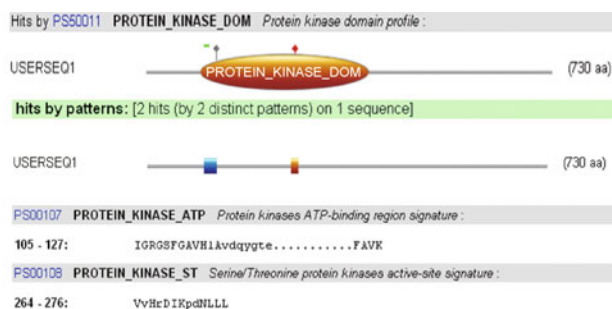 Hits by PS50011 PROTEIN_KINASE_DOM Protein kinase domain profile :
USERSEQ1 PROTEIN_KINASE_DOM (730 aa)
hits by patterns: [2 hits (by 2 distinct patterns) on 1 sequence]
USERSEQ1 (730 aa)
PS00107 PROTEIN_KINASE_ATP Protein kinases ATP-binding region signature :
105 - 127: IGRGSFGAVHlAvdqygte...........FAVK
PS00108 PROTEIN_KINASE_ST Serine/Threonine protein kinases active-site signature :
264 - 276: VvHrDIKpdNLLL